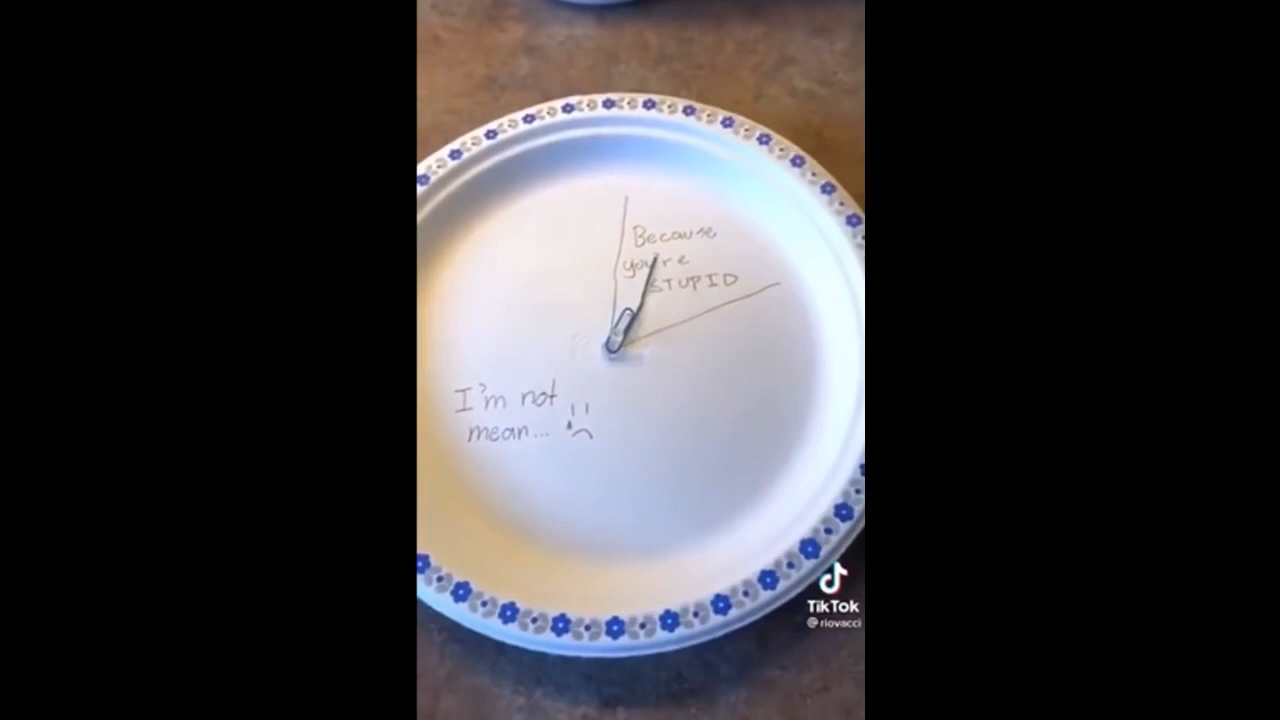 Because
you're
STUPID
I'm not
mean...
TikTok
@riovacci